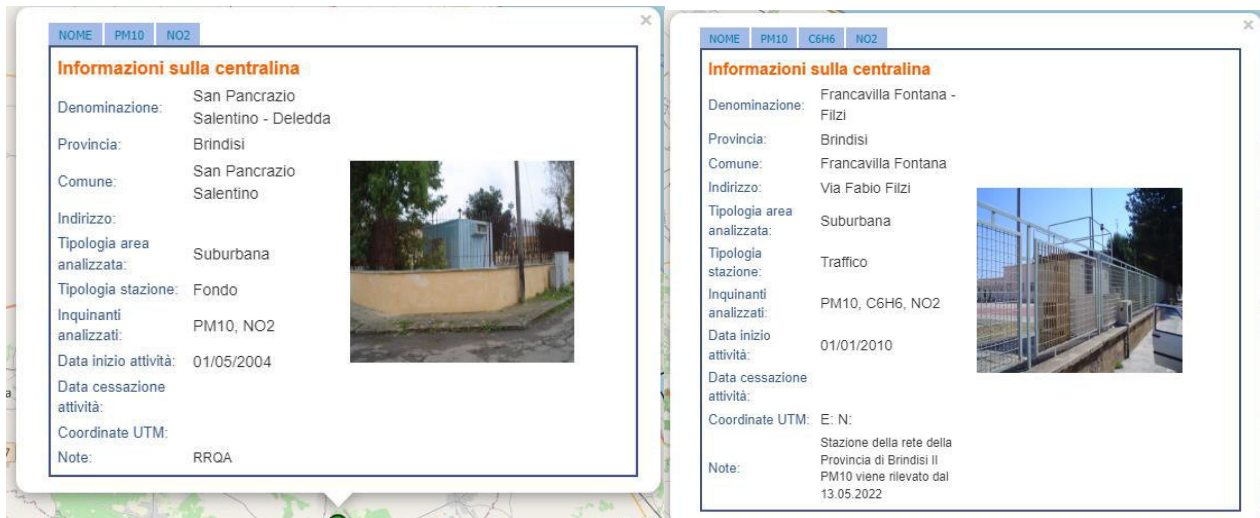 ×
NOME PM10 NO2
Informazioni sulla centralina
Denominazione: San Pancrazio
Salentino - Deledda
Provincia: Brindisi
Comune: San Pancrazio
Salentino
Indirizzo:
Tipologia area
analizzata: Suburbana
Tipologia stazione: Fondo
Inquinanti
analizzati: PM10, NO2
Data inizio attività: 01/05/2004
Data cessazione
attività:
Coordinate UTM:
Note: RRQA
×
NOME PM10 C6H6 NO2
Informazioni sulla centralina
Denominazione: Francavilla Fontana -
Filzi
Provincia: Brindisi
Comune: Francavilla Fontana
Indirizzo: Via Fabio Filzi
Tipologia area
analizzata: Suburbana
Tipologia
stazione: Traffico
Inquinanti
analizzati: PM10, C6H6, NO2
Data inizio
attività: 01/01/2010
Data cessazione
attività:
Coordinate UTM: E: N:
Note: Stazione della rete della
Provincia di Brindisi Il
PM10 viene rilevato dal
13.05.2022